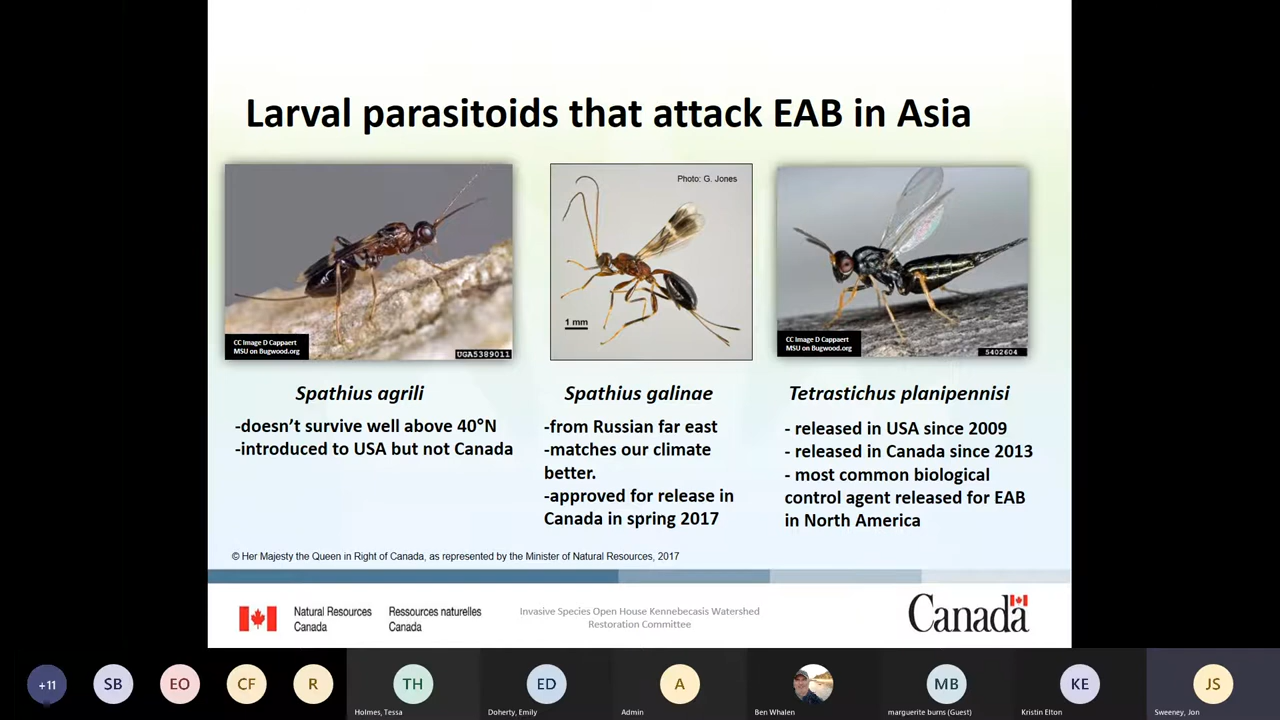 Larval parasitoids that attack EAB in Asia
Photo: G. Jones
1 mm
CC Image D Cappaert
MSU on Bugwood.org
UGA5389011
CC Image D Cappaert
MSU on Bugwood.org
5402604
Spathius agrili
-doesn’t survive well above 40°N
-introduced to USA but not Canada
Spathius galinae
-from Russian far east
-matches our climate
better.
-approved for release in
Canada in spring 2017
Tetrastichus planipennisi
- released in USA since 2009
- released in Canada since 2013
- most common biological
control agent released for EAB
in North America
© Her Majesty the Queen in Right of Canada, as represented by the Minister of Natural Resources, 2017
Natural Resources
Canada
Ressources naturelles
Canada
Invasive Species Open House Kennebecasis Watershed
Restoration Committee
Canada
+11
SB
EO
CF
R
TH
Holmes, Tessa
ED
Doherty, Emily
A
Admin
Ben Whalen
MB
marguerite burns (Guest)
KE
Kristin Elton
JS
Sweeney, Jon